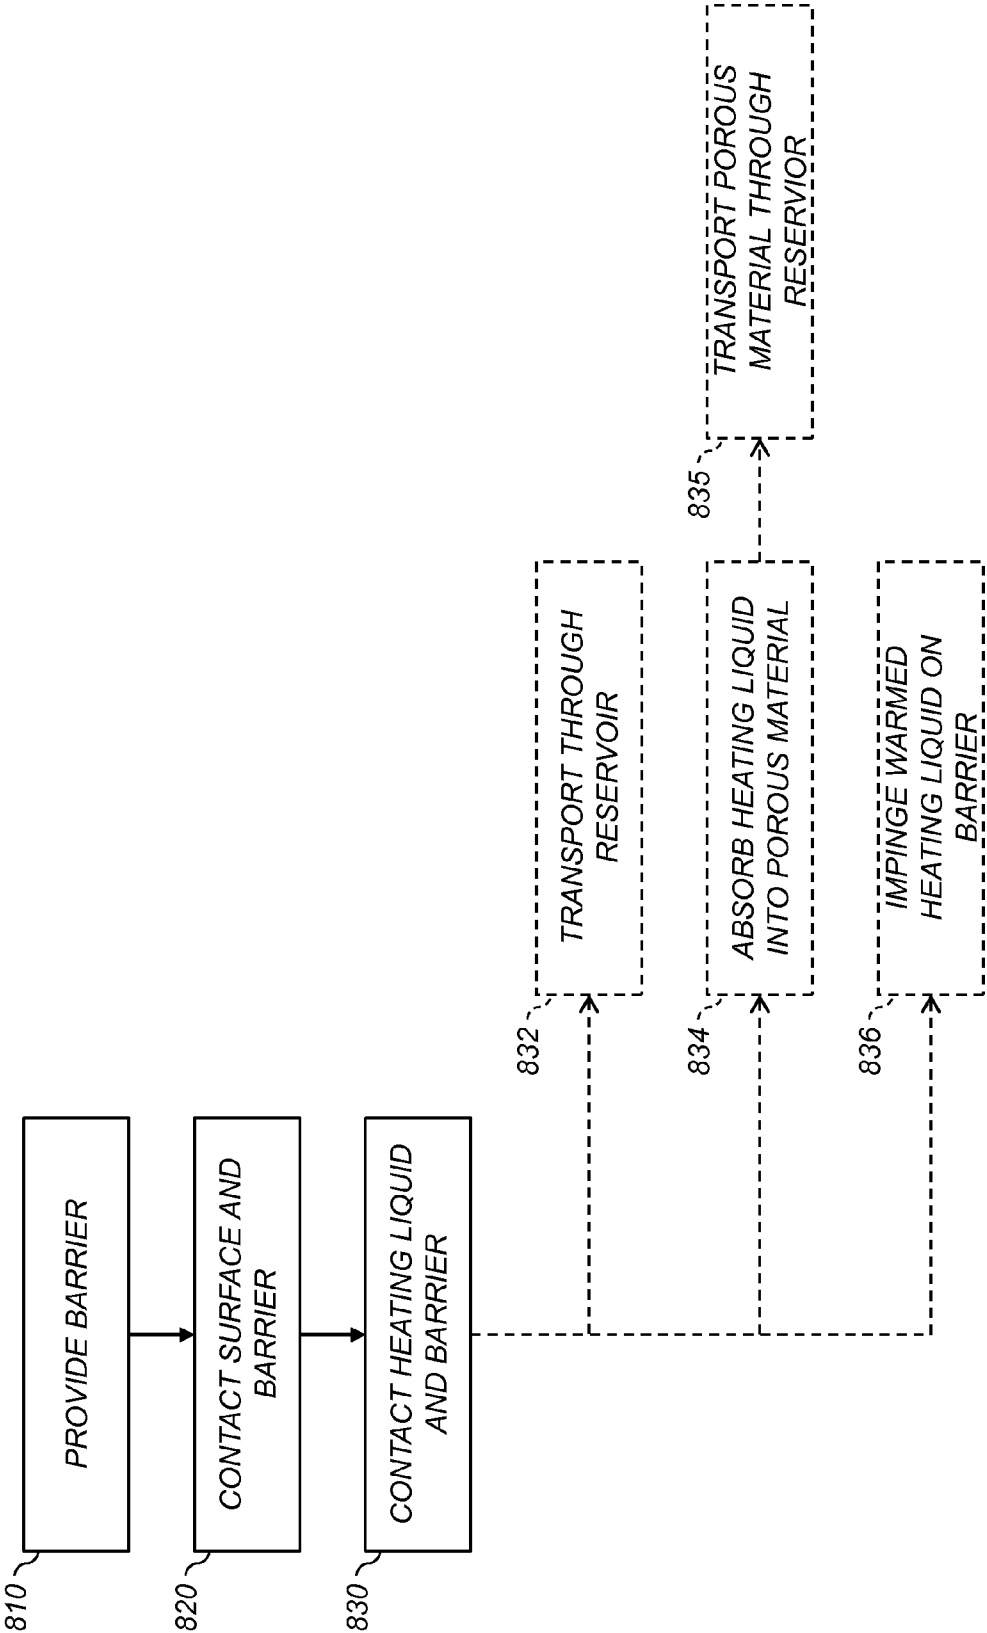 810
PROVIDE BARRIER
820
CONTACT SURFACE AND
BARRIER
830
CONTACT HEATING LIQUID
AND BARRIER
832
TRANSPORT THROUGH
RESERVOIR
834
ABSORB HEATING LIQUID
INTO POROUS MATERIAL
835
TRANSPORT POROUS
MATERIAL THROUGH
RESERVIOR
836
IMPINGE WARMED
HEATING LIQUID ON
BARRIER